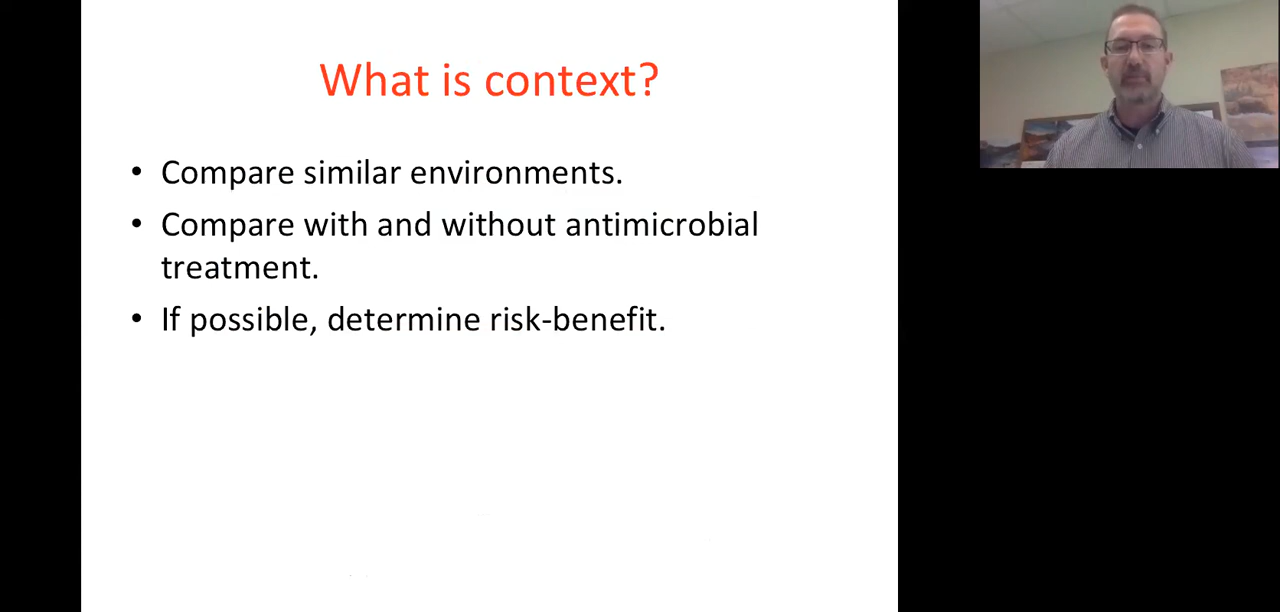 What is context?
• Compare similar environments.
• Compare with and without antimicrobial
treatment.
• If possible, determine risk-benefit.